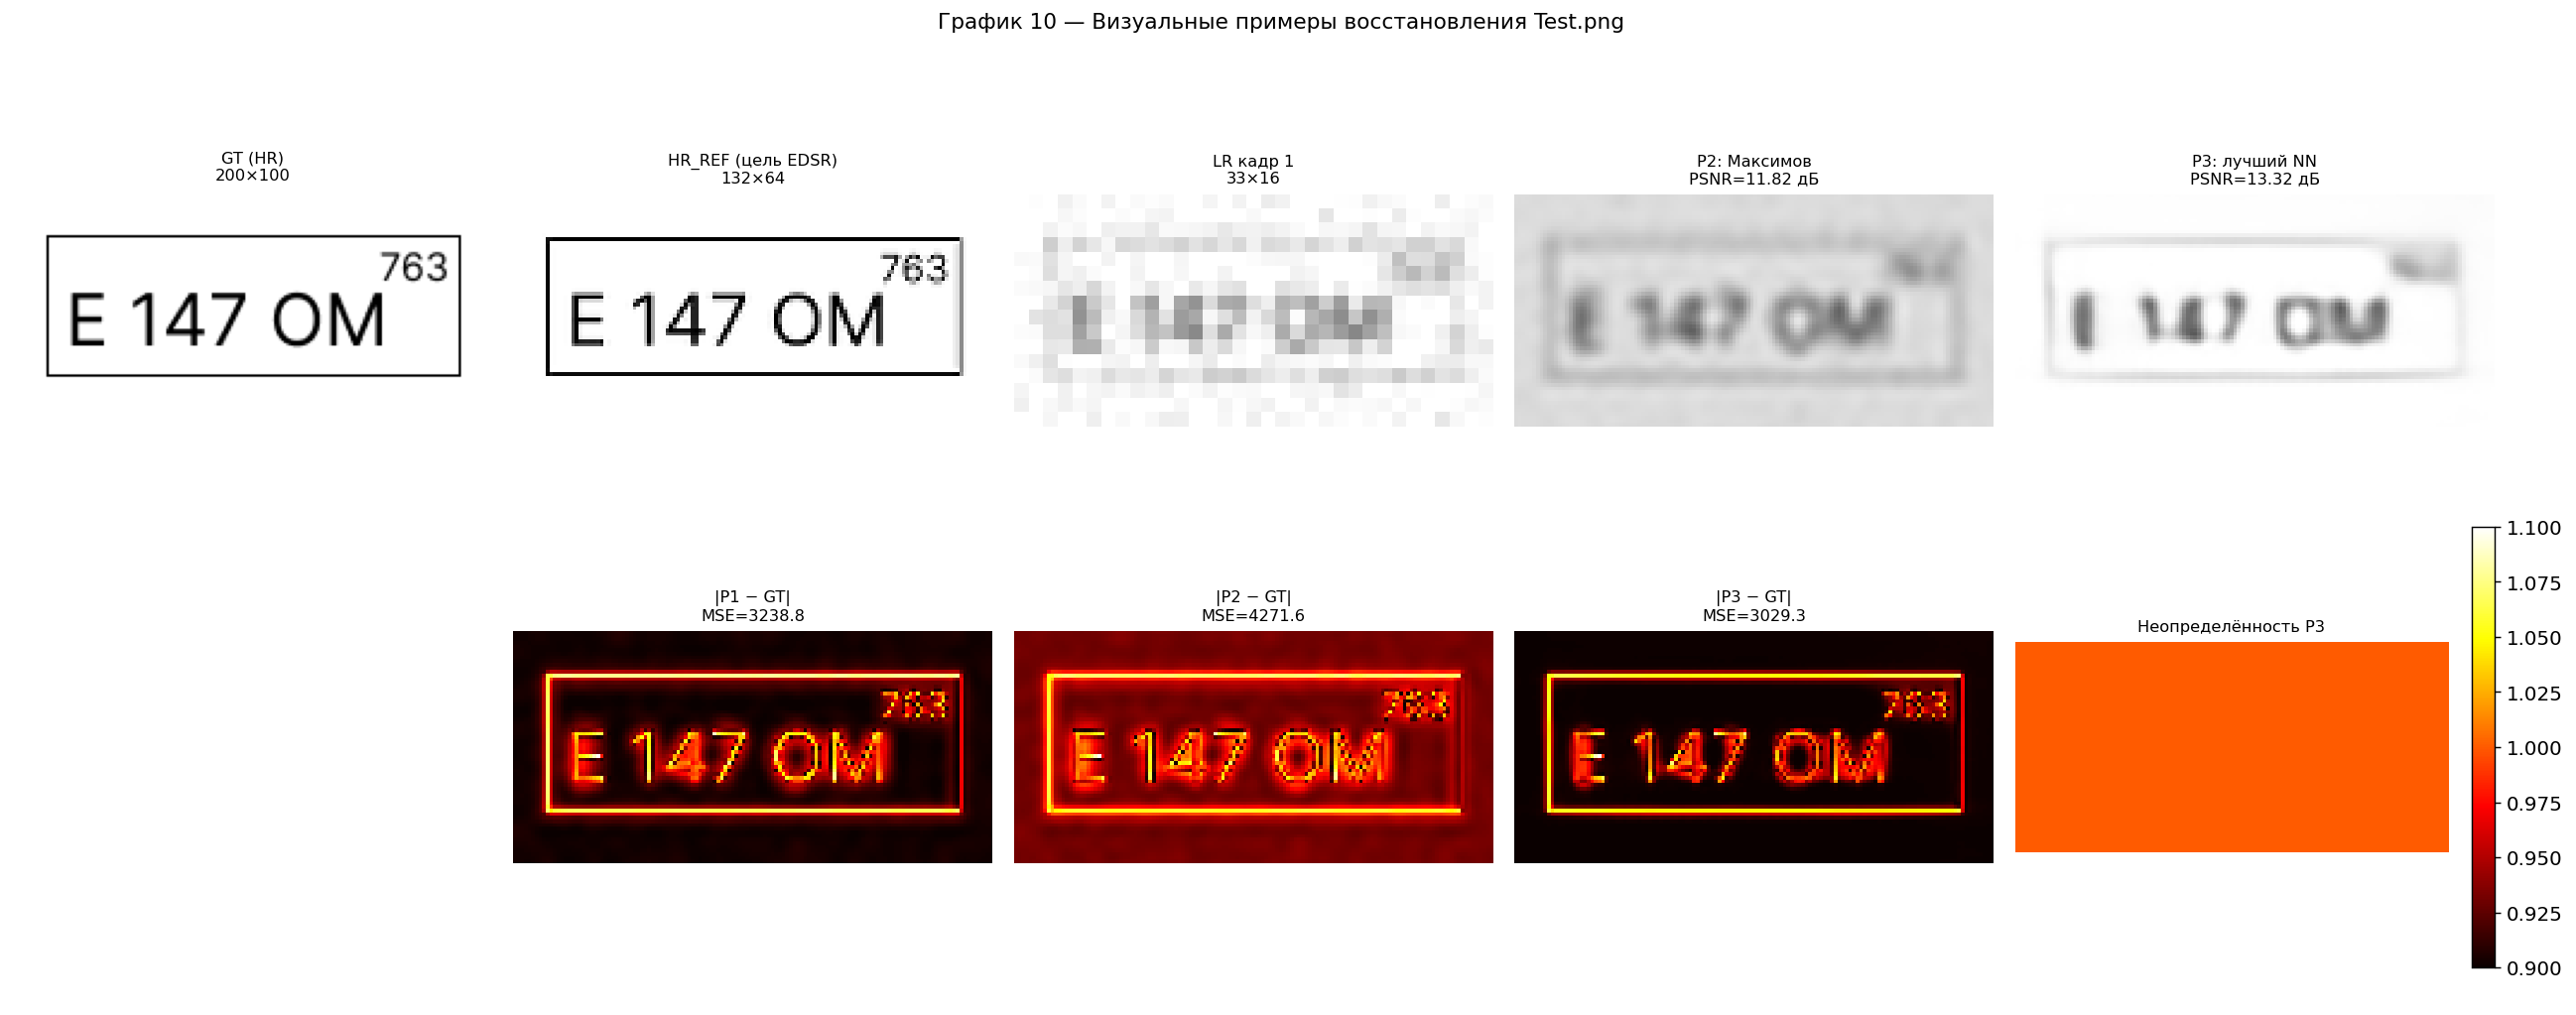 График 10 — Визуальные примеры восстановления Test.png
GT (HR)
200×100
763
E 147 OM
HR_REF (цель EDSR)
132×64
763
E 147 OM
LR кадр 1
33×16
147
P2: Максимов
PSNR=11.82 дБ
E 147 OM
P3: лучший NN
PSNR=13.32 дБ
|P1 − GT|
MSE=3238.8
763
E 147 OM
|P2 − GT|
MSE=4271.6
763
E 147 OM
|P3 − GT|
MSE=3029.3
763
E 147 OM
Неопределённость P3
1.100
1.075
1.050
1.025
1.000
0.975
0.950
0.925
0.900